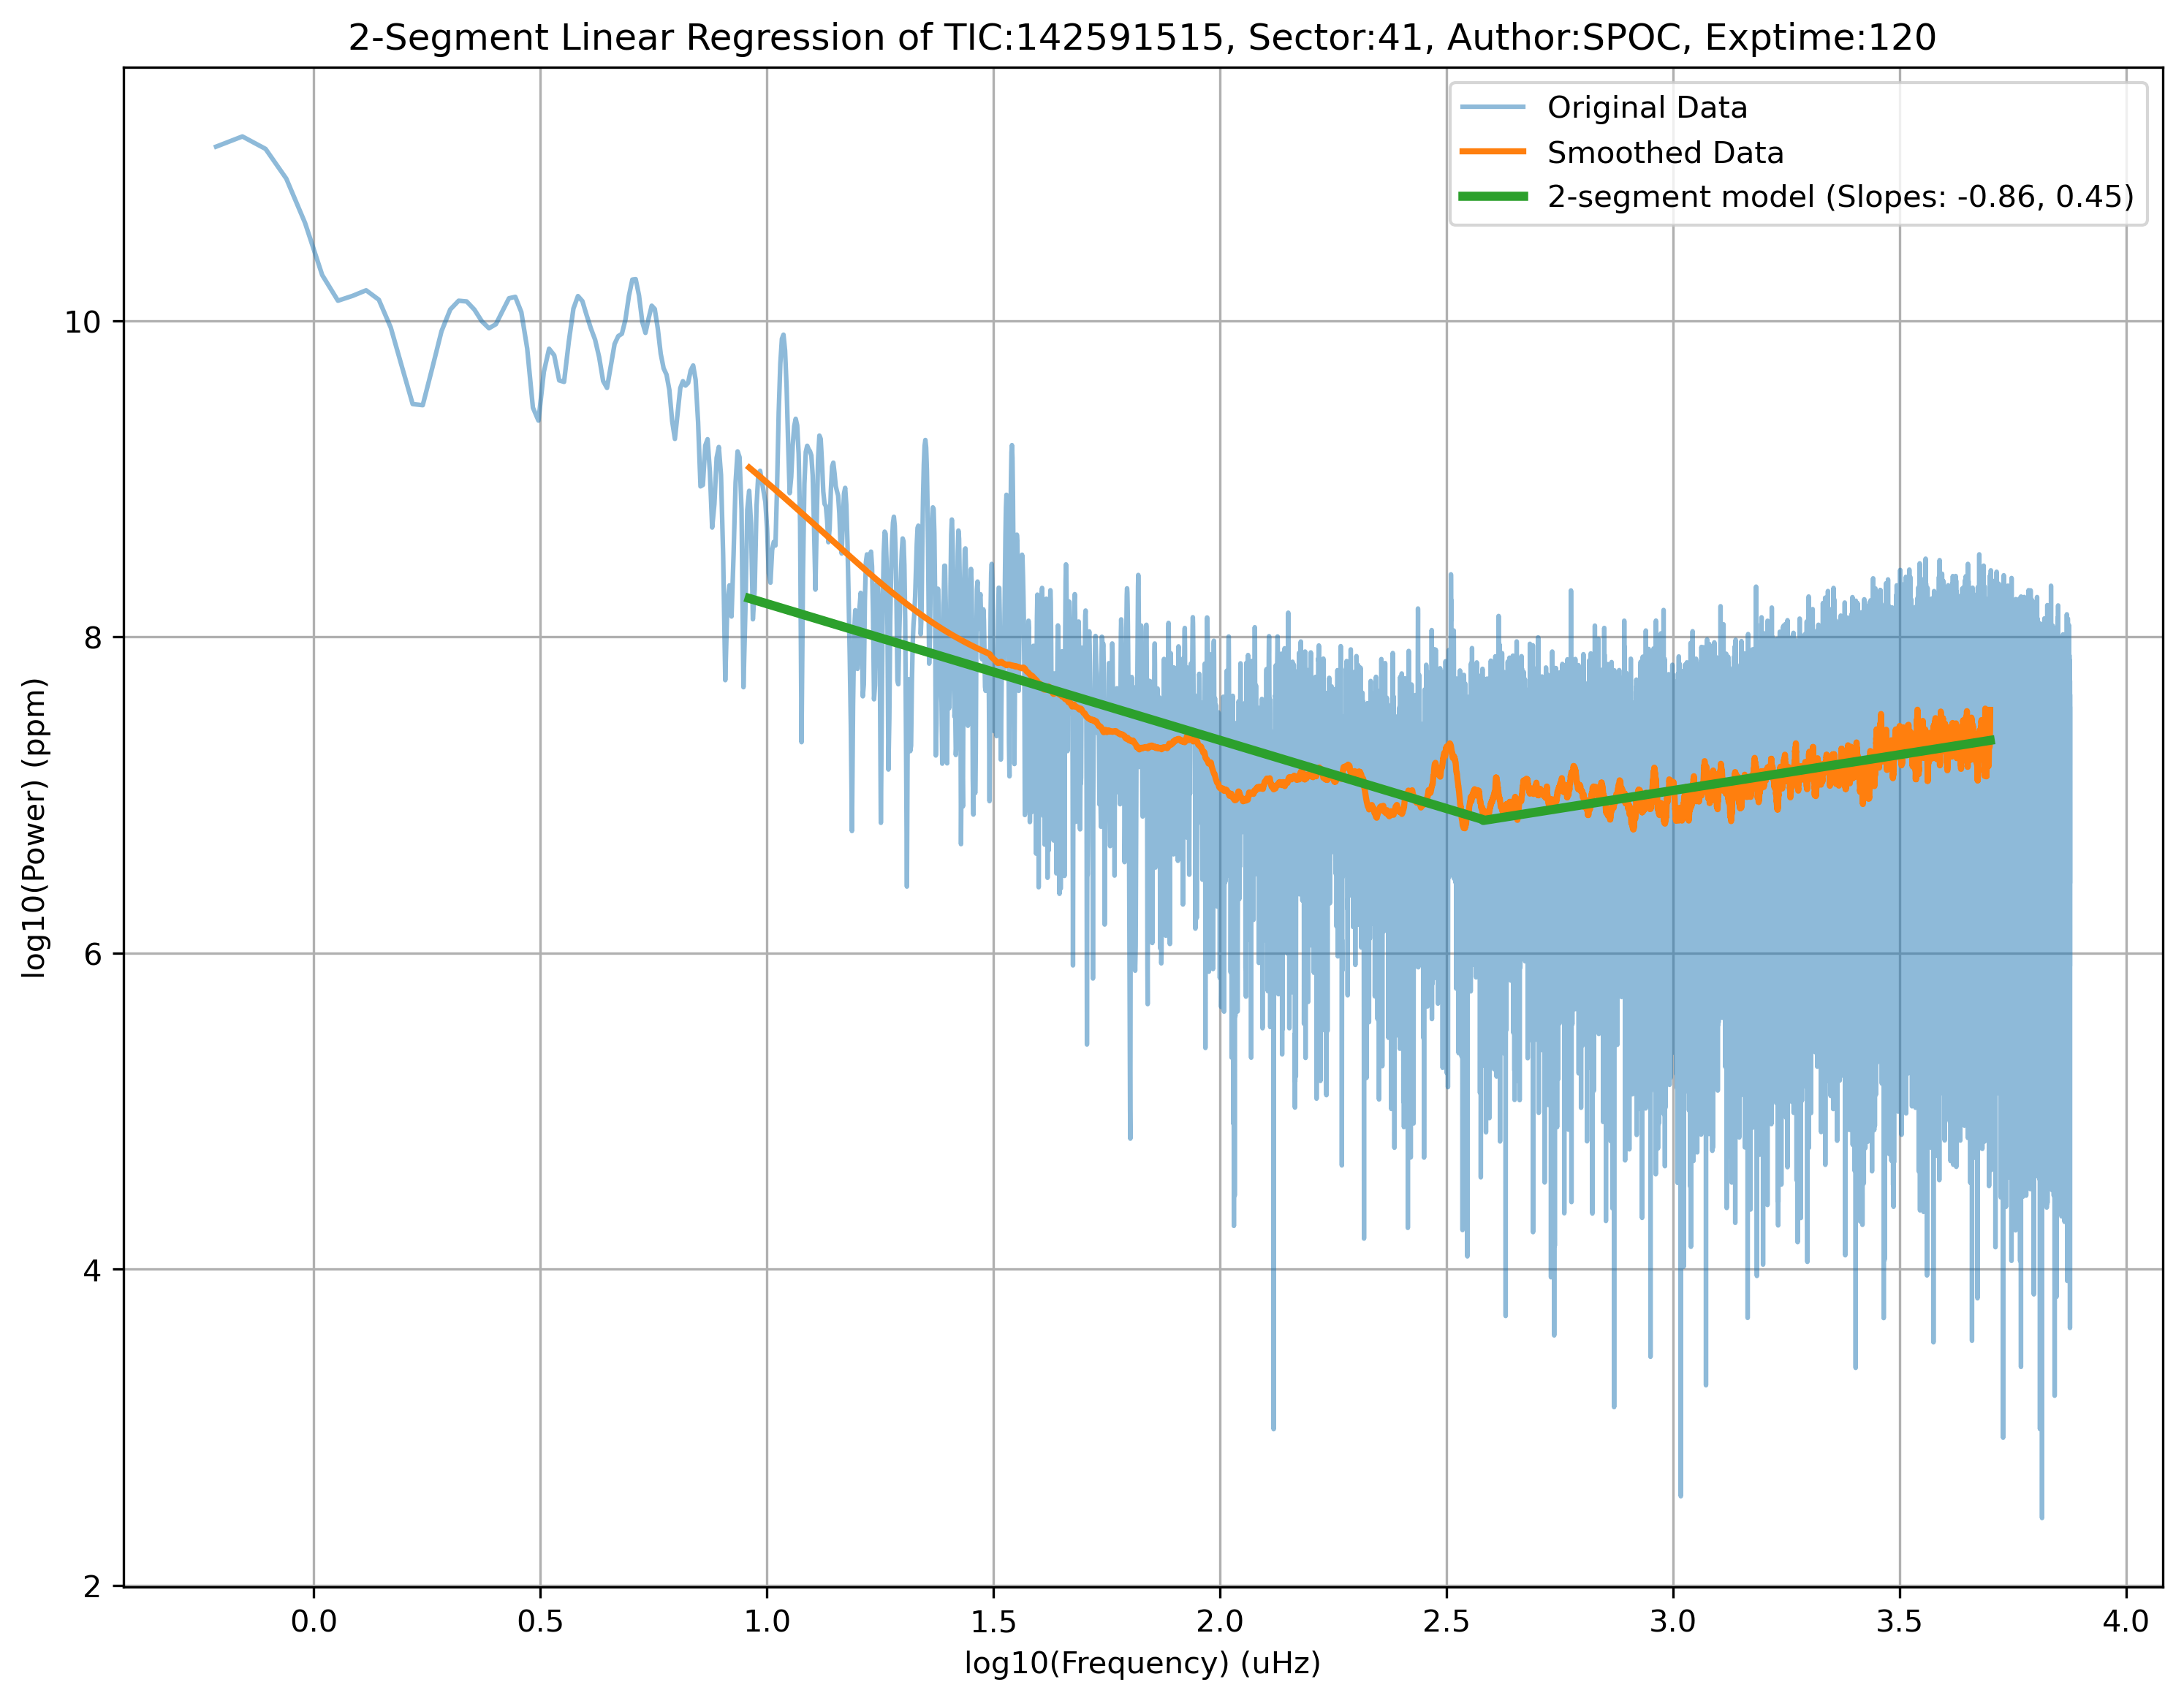 2-Segment Linear Regression of TIC:142591515, Sector:41, Author:SPOC, Exptime:120
Original Data
Smoothed Data
2-segment model (Slopes: -0.86, 0.45)
log10(Power) (ppm)
10
8
6
4
2
0.0 0.5 1.0 1.5 2.0 2.5 3.0 3.5 4.0
log10(Frequency) (uHz)